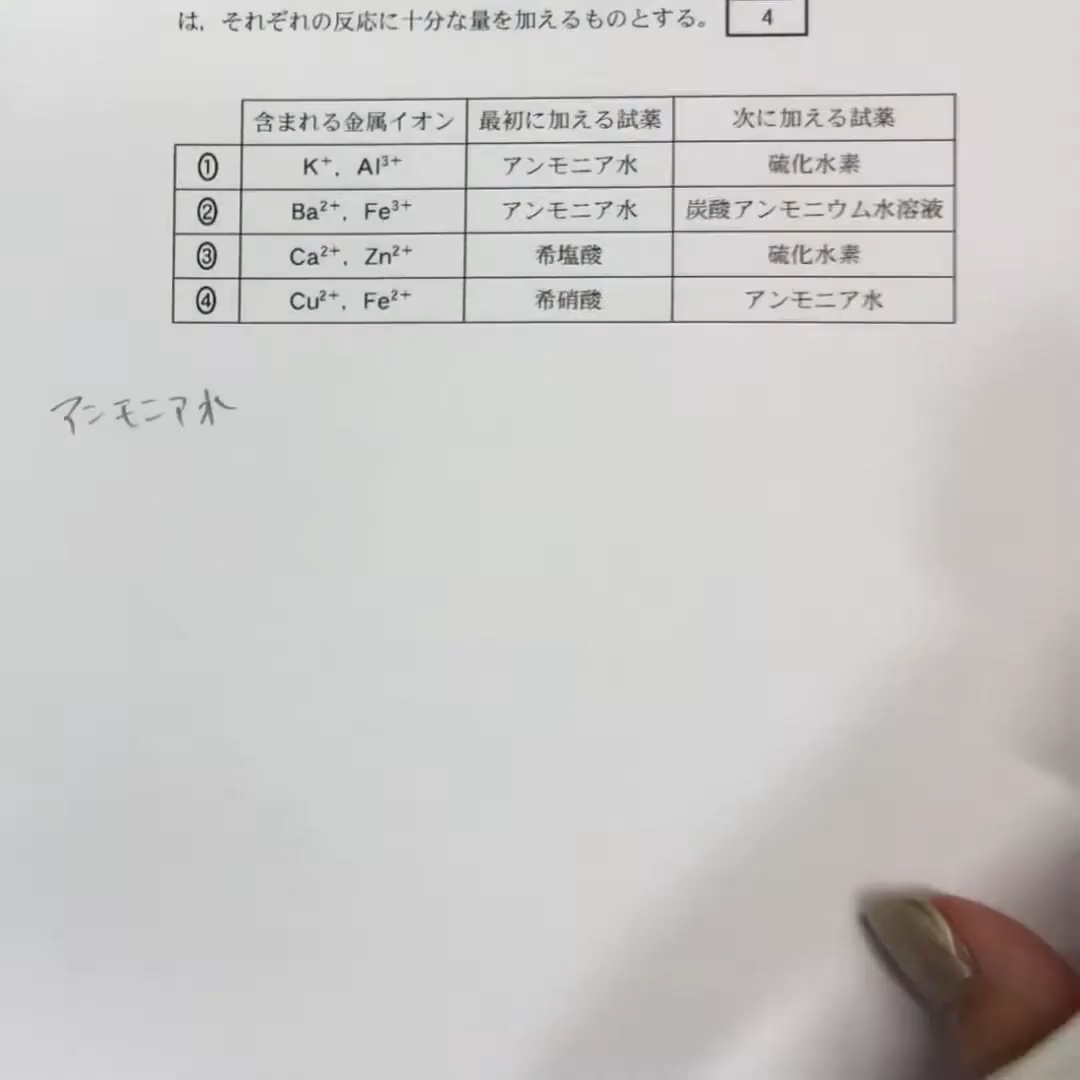 は，それぞれの反応に十分な量を加えるものとする。 4
含まれる金属イオン 最初に加える試薬 次に加える試薬
① K⁺，Al³⁺ アンモニア水 硫化水素
② Ba²⁺，Fe³⁺ アンモニア水 炭酸アンモニウム水溶液
③ Ca²⁺，Zn²⁺ 希塩酸 硫化水素
④ Cu²⁺，Fe²⁺ 希硝酸 アンモニア水
アンモニア水